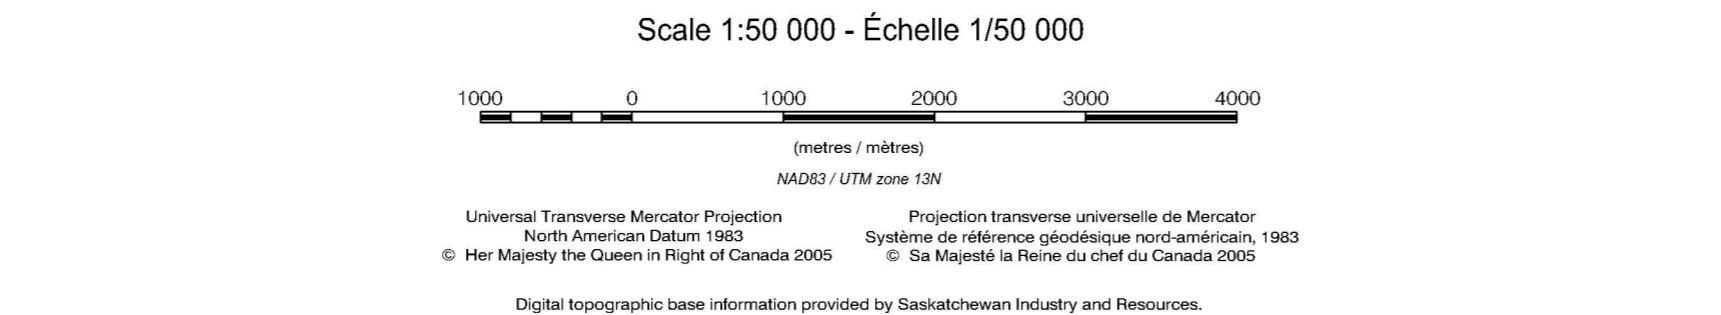 Scale 1:50 000 - Échelle 1/50 000
1000 0 1000 2000 3000 4000
(metres / mètres)
NAD83 / UTM zone 13N
Universal Transverse Mercator Projection
North American Datum 1983
© Her Majesty the Queen in Right of Canada 2005
Projection transverse universelle de Mercator
Système de référence géodésique nord-américain, 1983
© Sa Majesté la Reine du chef du Canada 2005
Digital topographic base information provided by Saskatchewan Industry and Resources.